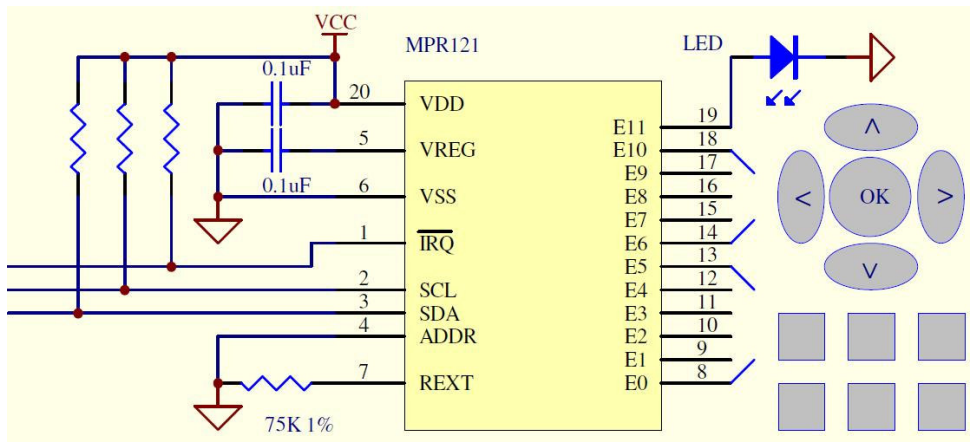 VCC
MPR121
LED
0.1uF
20
VDD
19
E11
18
E10
5
VREG
17
E9
0.1uF
6
VSS
16
E8
15
E7
1
IRQ
14
E6
13
E5
2
SCL
12
E4
3
SDA
11
E3
4
ADDR
10
E2
9
E1
7
REXT
8
E0
75K 1%
^
<
OK
>
v